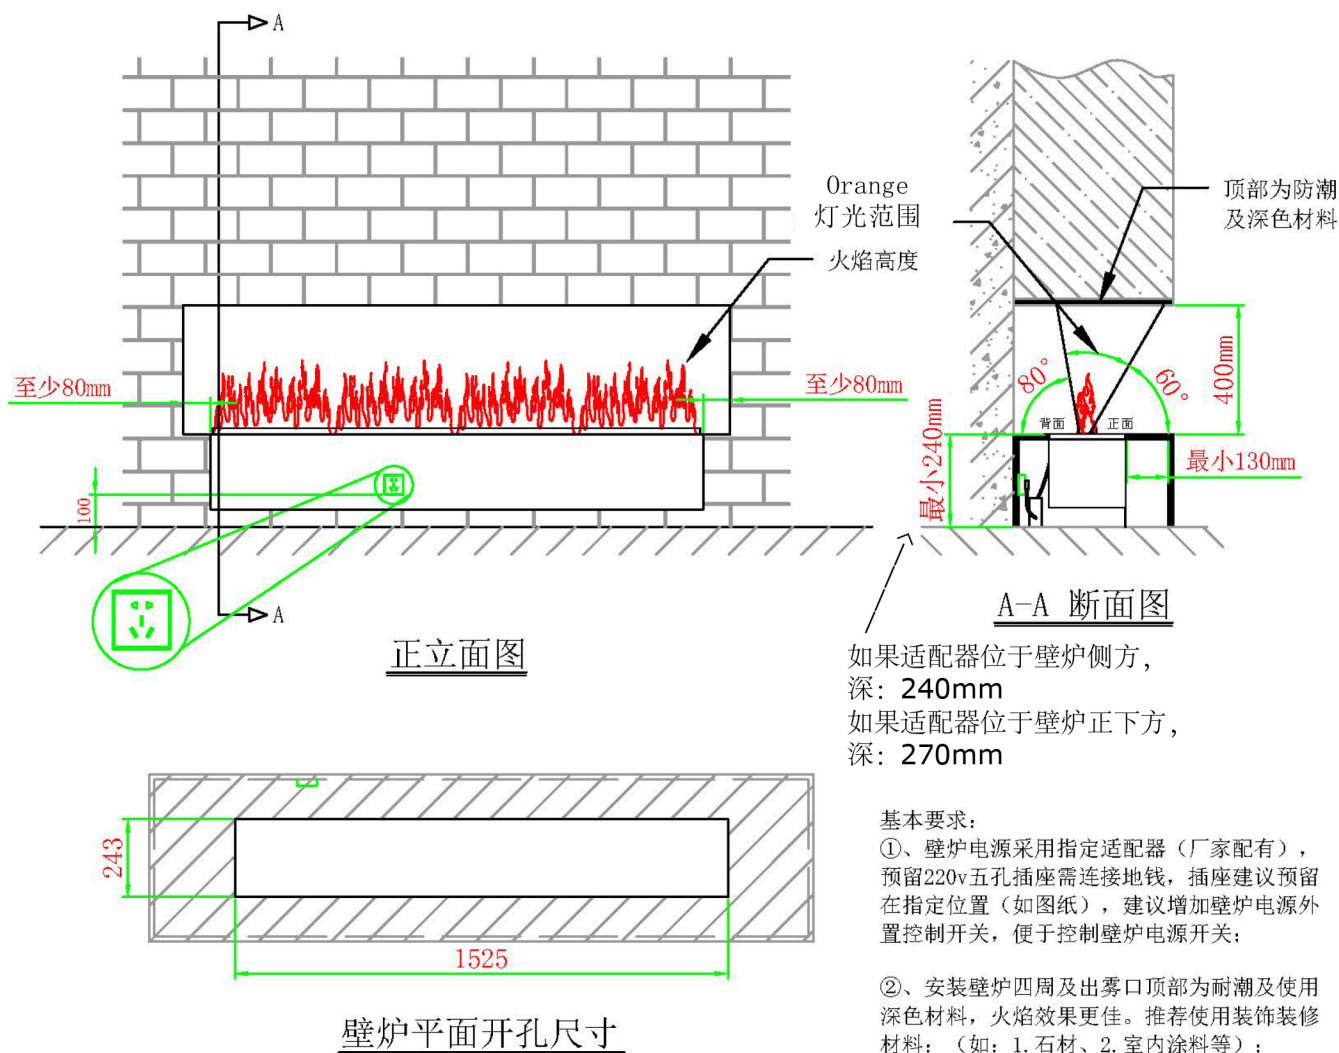 A
Orange
灯光范围
火焰高度
顶部为防潮
及深色材料
至少80mm
至少80mm
100
A
正立面图
80°
60°
400mm
背面
正面
最小240mm
最小130mm
A-A 断面图
如果适配器位于壁炉侧方，
深：240mm
如果适配器位于壁炉正下方，
深：270mm
243
1525
壁炉平面开孔尺寸
基本要求：
①、壁炉电源采用指定适配器（厂家配有），
预留220v五孔插座需连接地钱，插座建议预留
在指定位置（如图纸），建议增加壁炉电源外
置控制开关，便于控制壁炉电源开关；
②、安装壁炉四周及出雾口顶部为耐潮及使用
深色材料，火焰效果更佳。推荐使用装饰装修
材料：（如：1.石材、2.室内涂料等）；